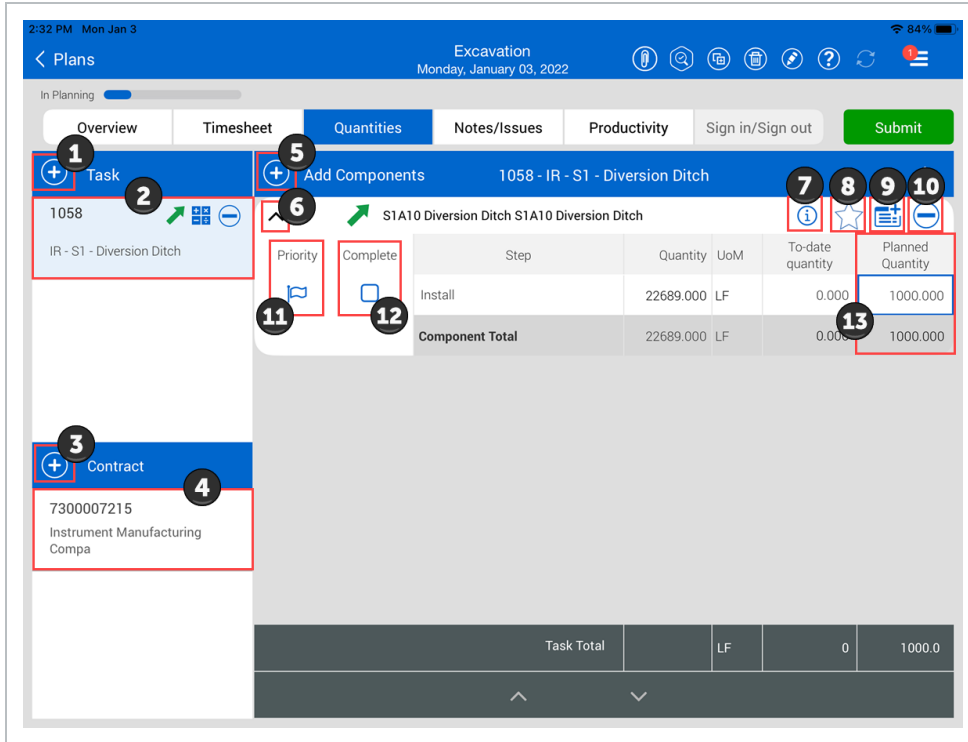 2:32 PM Mon Jan 3
84%
Plans
Excavation
1
Monday, January 03, 2022
In Planning
Overview Timesheet Quantities Notes/Issues Productivity Sign in/Sign out Submit
1 5
Task Add Components 1058 - IR - S1 - Diversion Ditch
2 6 7 8 9 10
1058 S1A10 Diversion Ditch S1A10 Diversion Ditch
IR - S1 - Diversion Ditch
Priority Complete Step Quantity UoM To-date quantity Planned Quantity
Install 22689.000 LF 0.000 1000.000
11 12 13
Component Total 22689.000 LF 0.000 1000.000
3
Contract
4
7300007215
Instrument Manufacturing
Compa
Task Total LF 0 1000.0